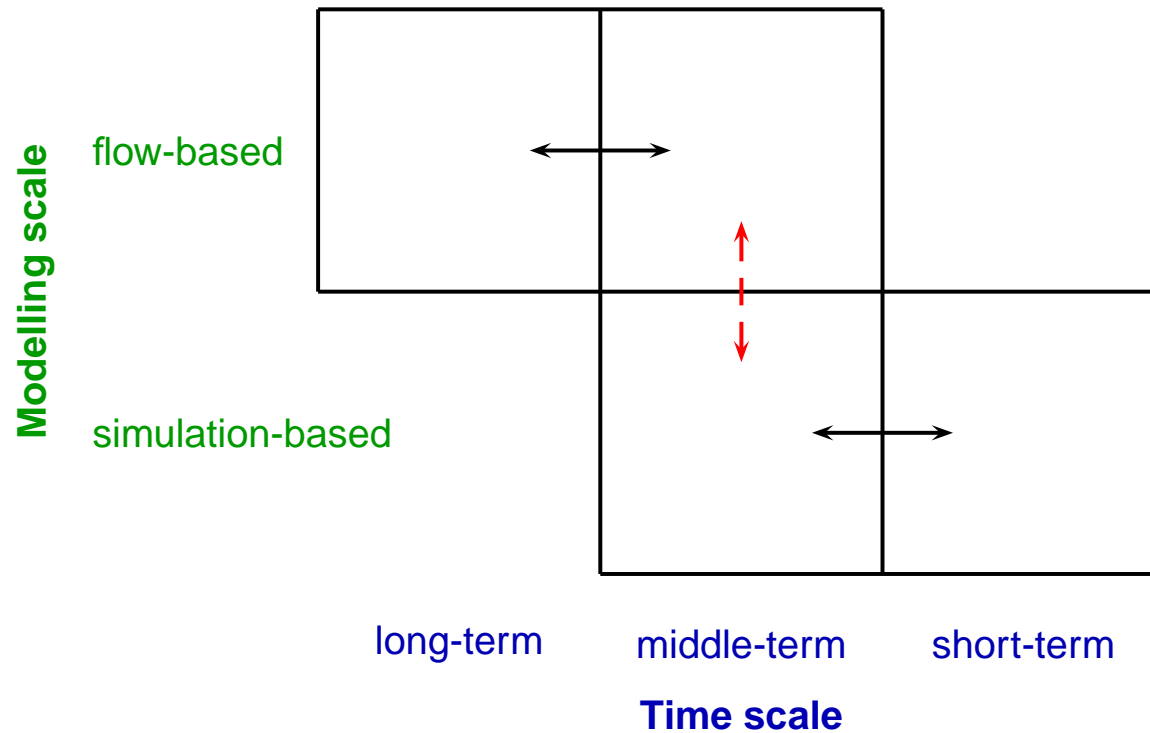 Modelling scale
flow-based
simulation-based
long-term
middle-term
short-term
Time scale